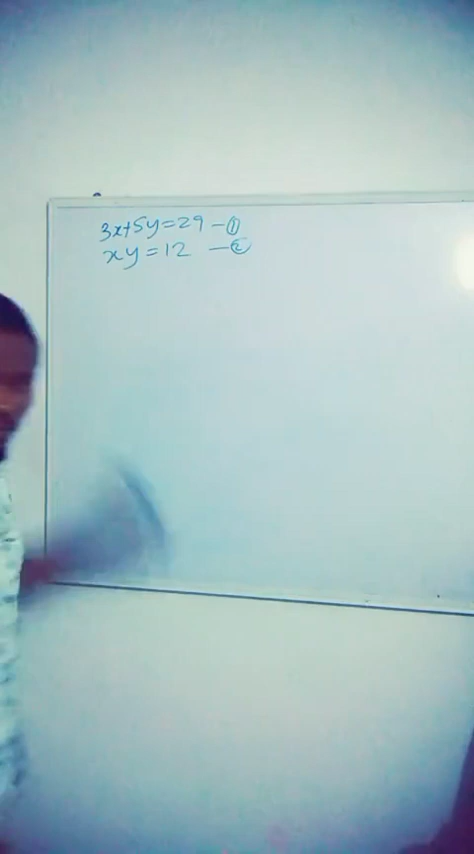 3x+5y=29 —①
xy=12 —②